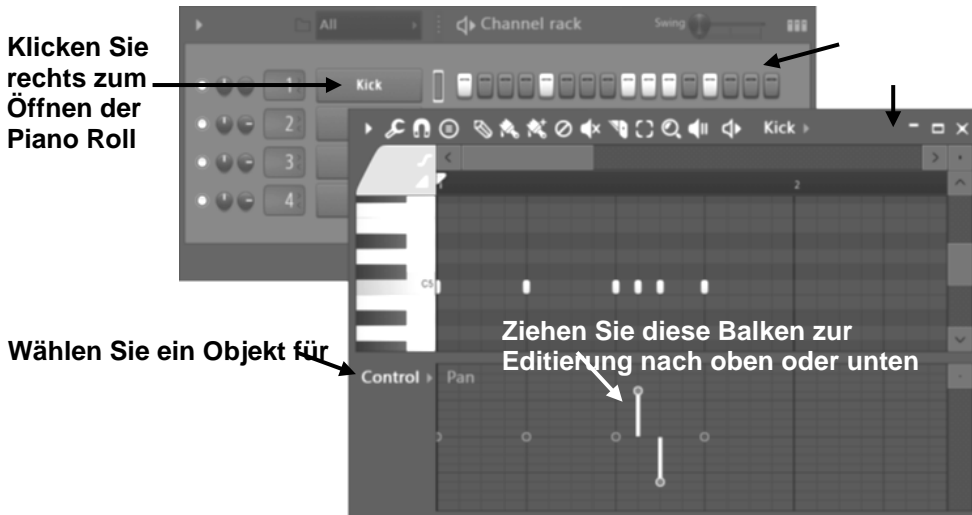 All
Channel rack
Swing
Klicken Sie
rechts zum
Öffnen der
Piano Roll
1
Kick
2
3
4
Kick
1
2
C5
Ziehen Sie diese Balken zur
Editierung nach oben oder unten
Wählen Sie ein Objekt für
Control
Pan